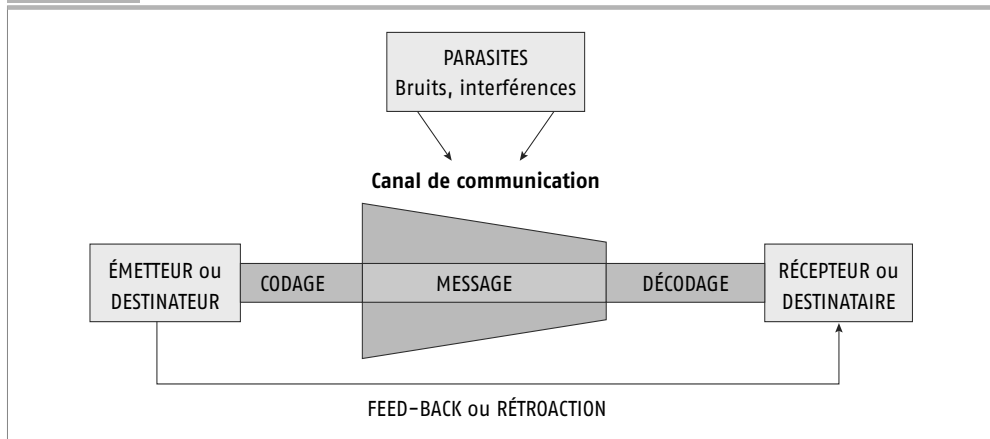 PARASITES
Bruits, interférences
Canal de communication
ÉMETTEUR ou
DESTINATEUR
CODAGE
MESSAGE
DÉCODAGE
RÉCEPTEUR ou
DESTINATAIRE
FEED-BACK ou RÉTROACTION